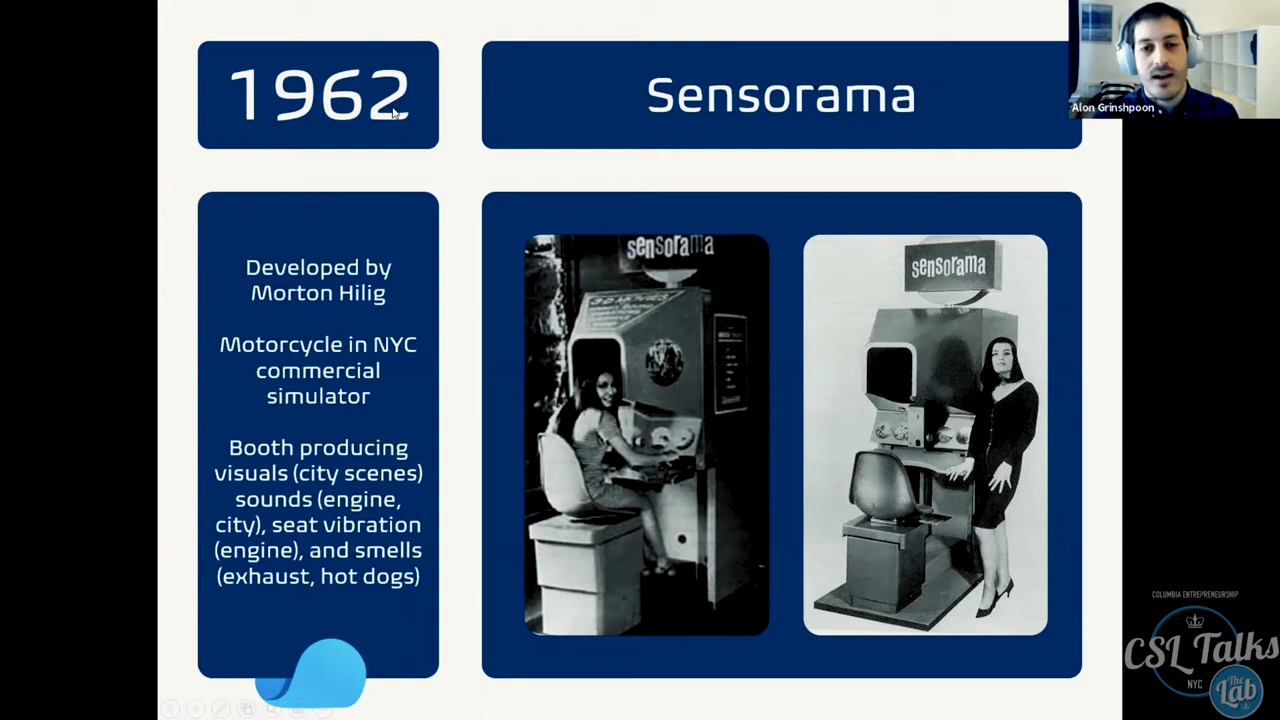 1962
Sensorama
Alon Grinshpoon
Developed by
Morton Hilig
Motorcycle in NYC
commercial
simulator
Booth producing
visuals (city scenes)
sounds (engine,
city), seat vibration
(engine), and smells
(exhaust, hot dogs)
sensorama
3D MOVIES
sensorama
COLUMBIA ENTREPRENEURSHIP
CSL Talks
NYC
The
Lab